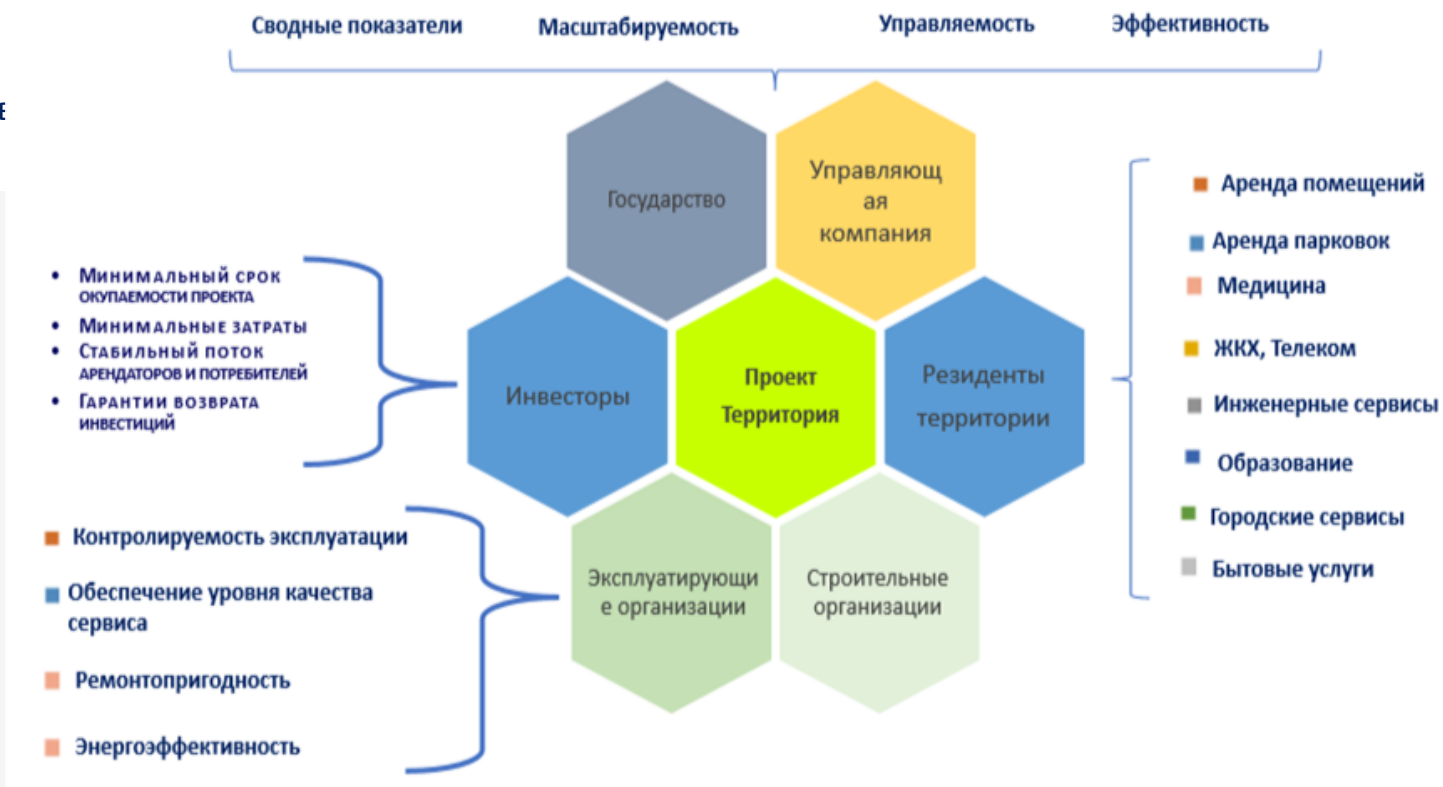 Сводные показатели Масштабируемость Управляемость Эффективность
Е
Государство
Управляющ
ая
компания
• Минимальный срок
окупаемости проекта
• Минимальные затраты
• Стабильный поток
арендаторов и потребителей
• Гарантии возврата
инвестиций
Инвесторы
Проект
Территория
Резиденты
территории
Аренда помещений
Аренда парковок
Медицина
ЖКХ, Телеком
Инженерные сервисы
Образование
Городские сервисы
Бытовые услуги
Контролируемость эксплуатации
Обеспечение уровня качества
сервиса
Ремонтопригодность
Энергоэффективность
Эксплуатирующи
е организации
Строительные
организации